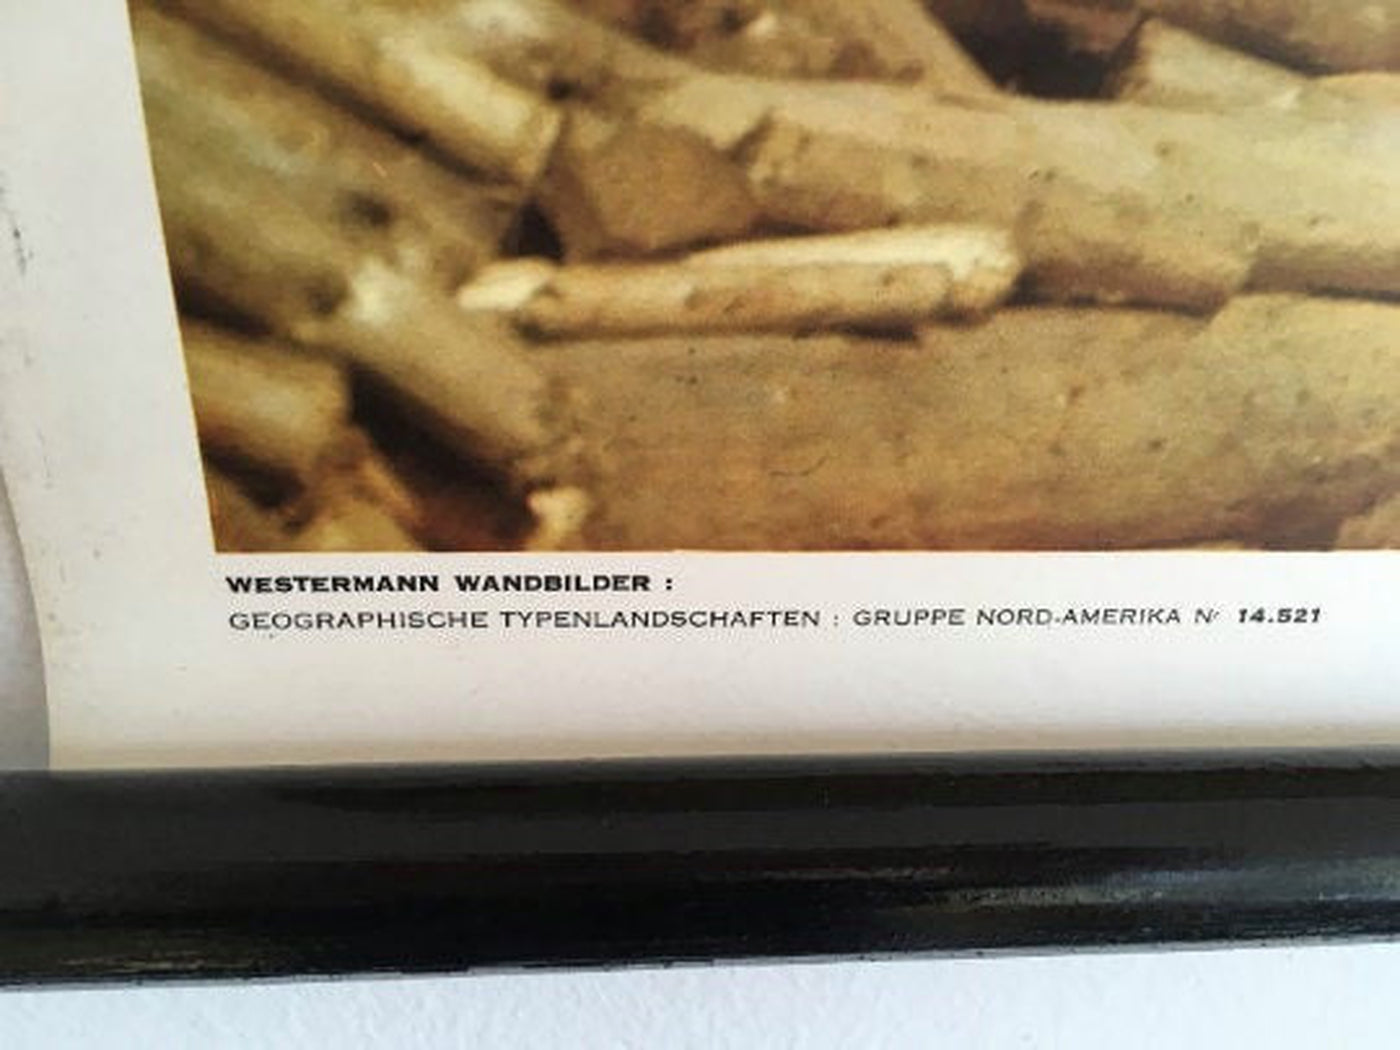 WESTERMANN WANDBILDER :
GEOGRAPHISCHE TYPENLANDSCHAFTEN : GRUPPE NORD-AMERIKA Nr 14.521